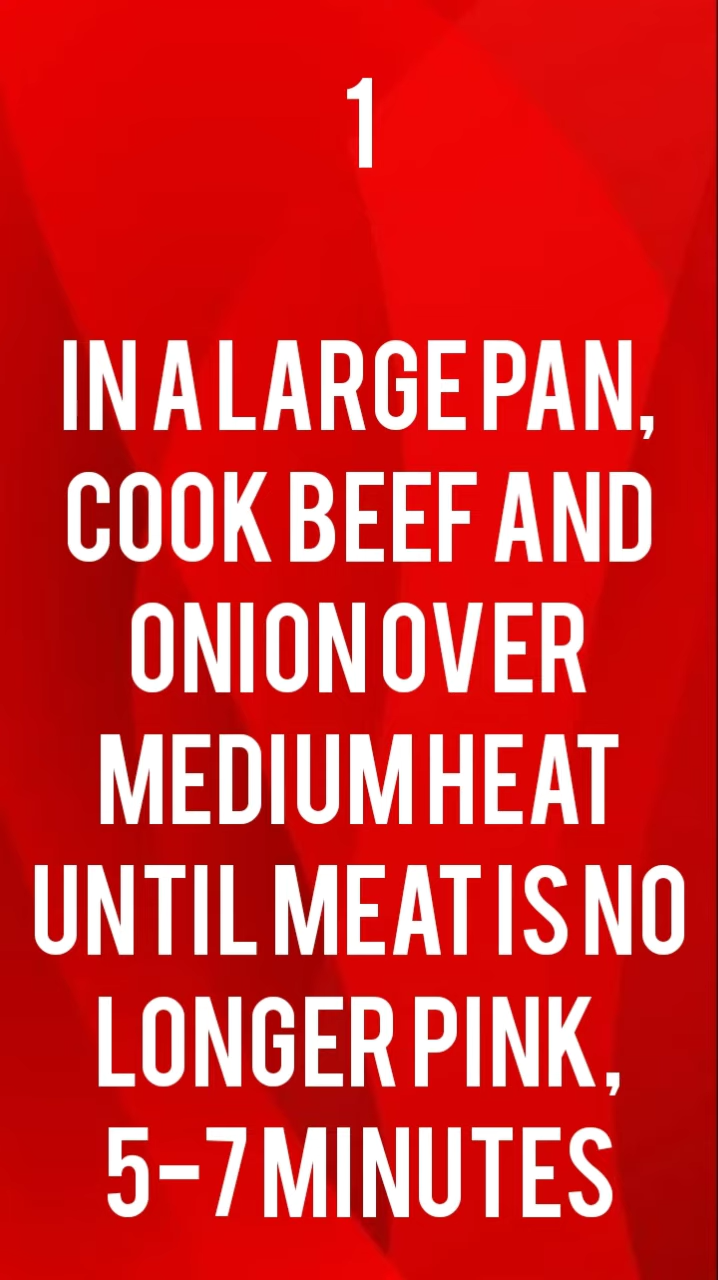 1
IN A LARGE PAN,
COOK BEEF AND
ONION OVER
MEDIUM HEAT
UNTIL MEAT IS NO
LONGER PINK,
5-7 MINUTES